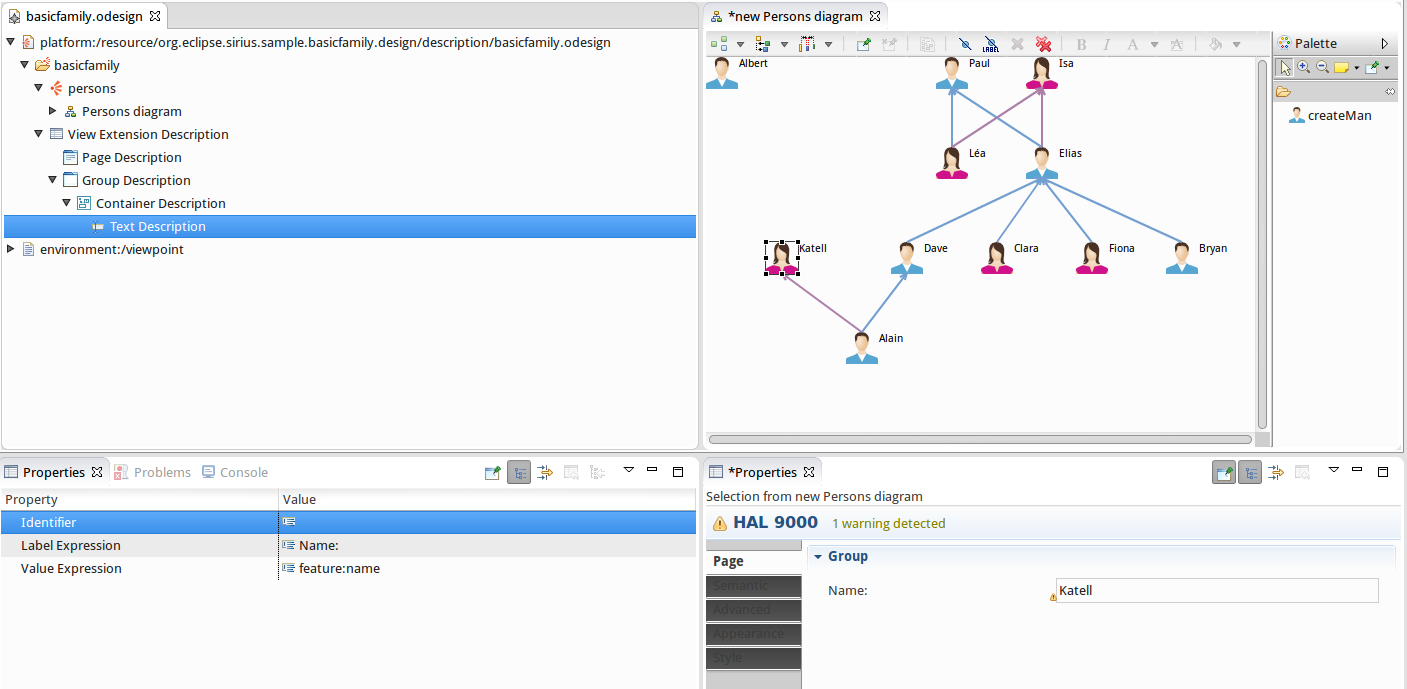 basicfamily.odesign
platform:/resource/org.eclipse.sirius.sample.basicfamily.design/description/basicfamily.odesign
basicfamily
persons
Persons diagram
View Extension Description
Page Description
Group Description
Container Description
Text Description
environment:/viewpoint
*new Persons diagram
LABEL
B I A A
Palette
createMan
Albert
Paul
Isa
Léa
Elias
Katell
Dave
Clara
Fiona
Bryan
Alain
Properties
Problems
Console
Property Value
Identifier
Label Expression Name:
Value Expression feature:name
*Properties
Selection from new Persons diagram
HAL 9000 1 warning detected
Page
Semantic
Advanced
Appearance
Style
Group
Name: Katell